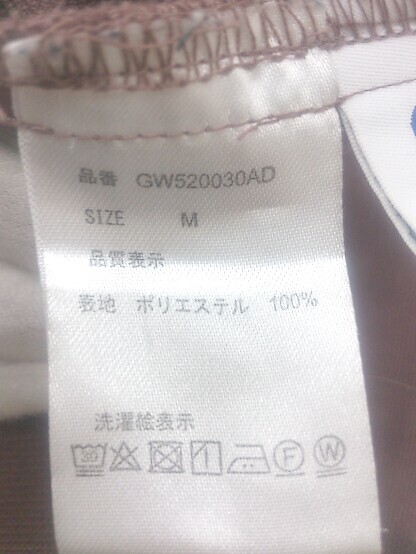 品番 GW520030AD
SIZE M
品質表示
表地 ポリエステル 100%
洗濯絵表示
30 F W